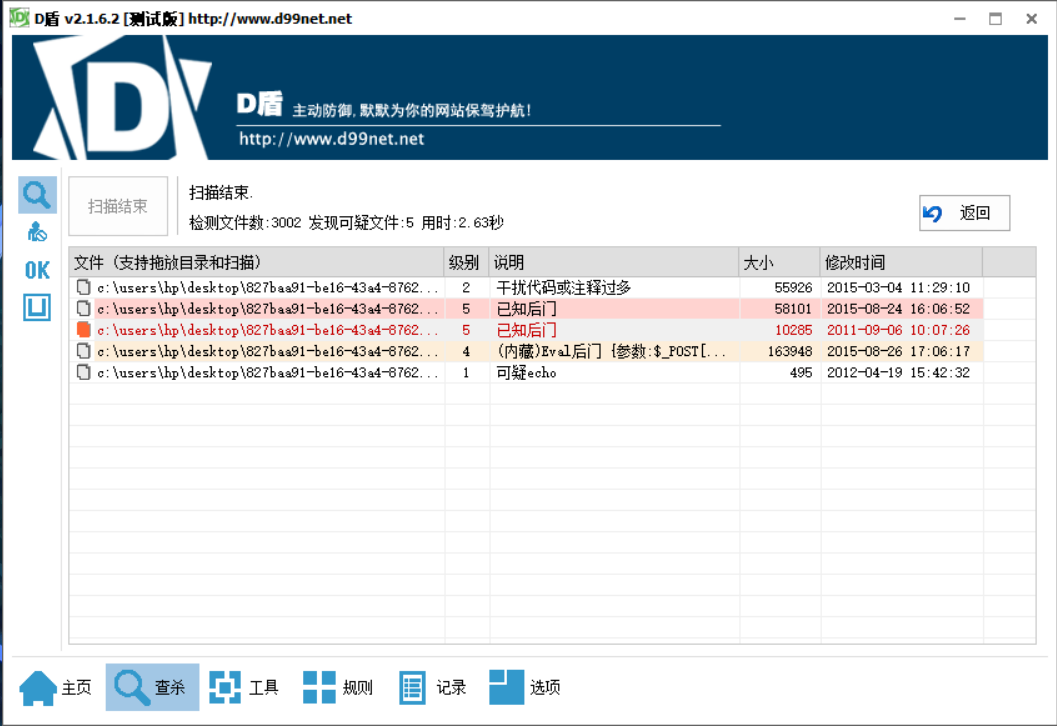 D盾 v2.1.6.2 [测试版] http://www.d99net.net
D盾 主动防御,默默为你的网站保驾护航!
http://www.d99net.net
扫描结束
扫描结束.
检测文件数:3002 发现可疑文件:5 用时:2.63秒
返回
OK
文件 (支持拖放目录和扫描) 级别 说明 大小 修改时间
c:\users\hp\desktop\827baa91-be16-43a4-8762... 2 干扰代码或注释过多 55926 2015-03-04 11:29:10
c:\users\hp\desktop\827baa91-be16-43a4-8762... 5 已知后门 58101 2015-08-24 16:06:52
c:\users\hp\desktop\827baa91-be16-43a4-8762... 5 已知后门 10285 2011-09-06 10:07:26
c:\users\hp\desktop\827baa91-be16-43a4-8762... 4 (内藏)Eval后门 {参数:$_POST[... 163948 2015-08-26 17:06:17
c:\users\hp\desktop\827baa91-be16-43a4-8762... 1 可疑echo 495 2012-04-19 15:42:32
主页 查杀 工具 规则 记录 选项